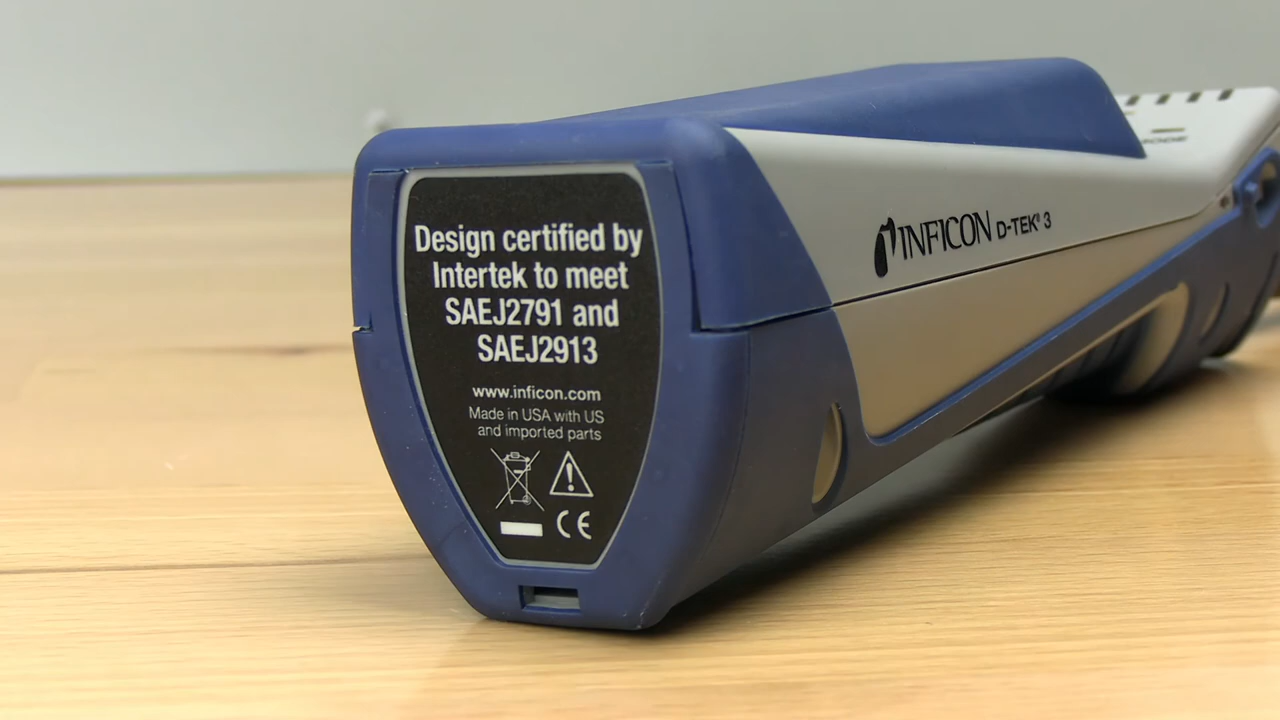 Design certified by
Intertek to meet
SAEJ2791 and
SAEJ2913
www.inficon.com
Made in USA with US
and imported parts
CE
INFICON D-TEK® 3